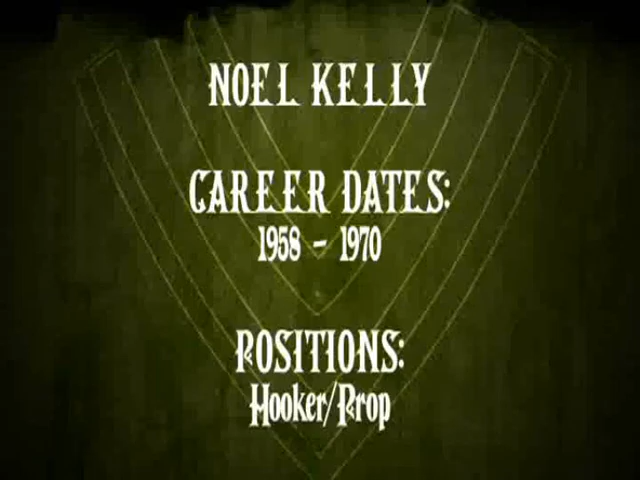 NOEL KELLY
CAREER DATES:
1958 - 1970
POSITIONS:
Hooker/Prop